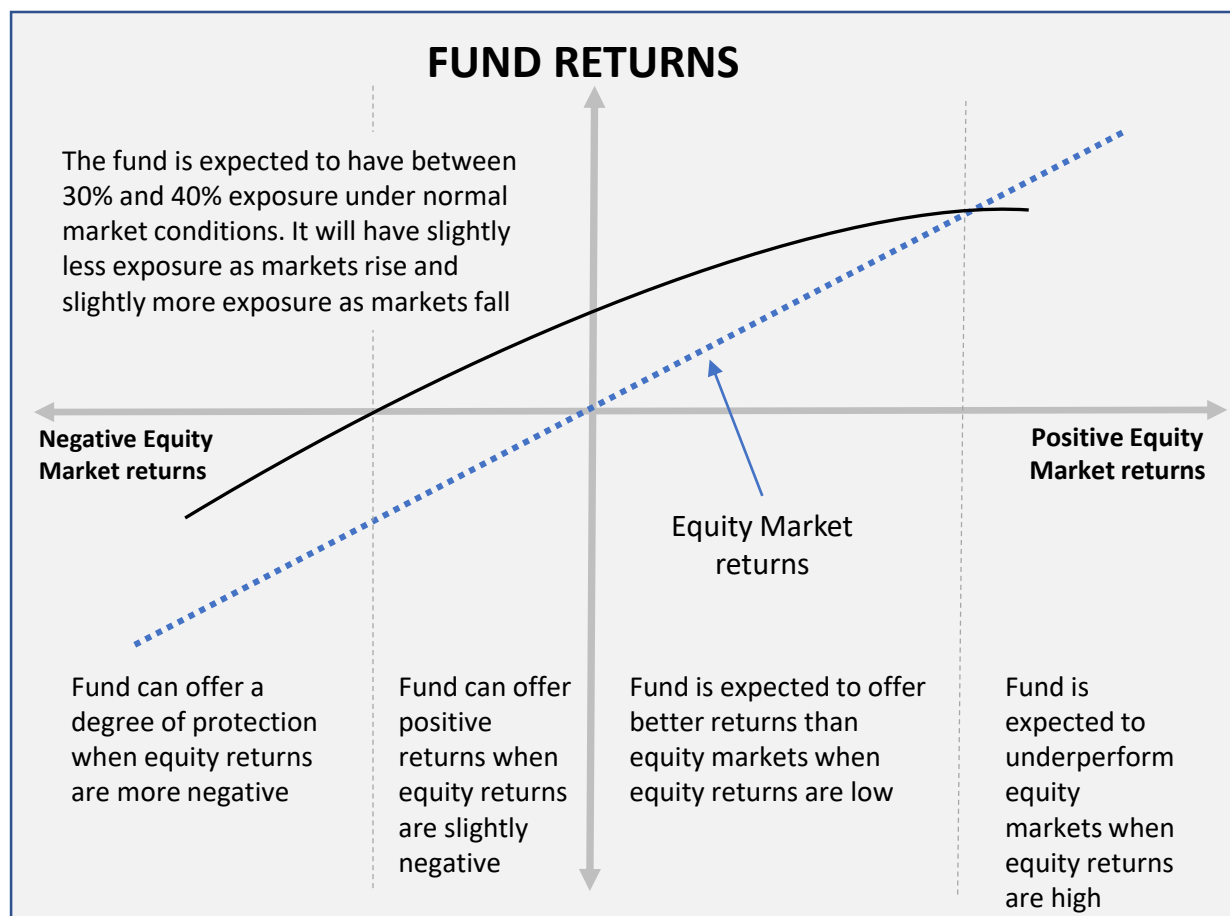 FUND RETURNS
The fund is expected to have between
30% and 40% exposure under normal
market conditions. It will have slightly
less exposure as markets rise and
slightly more exposure as markets fall
Negative Equity
Market returns
Positive Equity
Market returns
Equity Market
returns
Fund can offer a
degree of protection
when equity returns
are more negative
Fund can offer
positive
returns when
equity returns
are slightly
negative
Fund is expected to offer
better returns than
equity markets when
equity returns are low
Fund is
expected to
underperform
equity
markets when
equity returns
are high